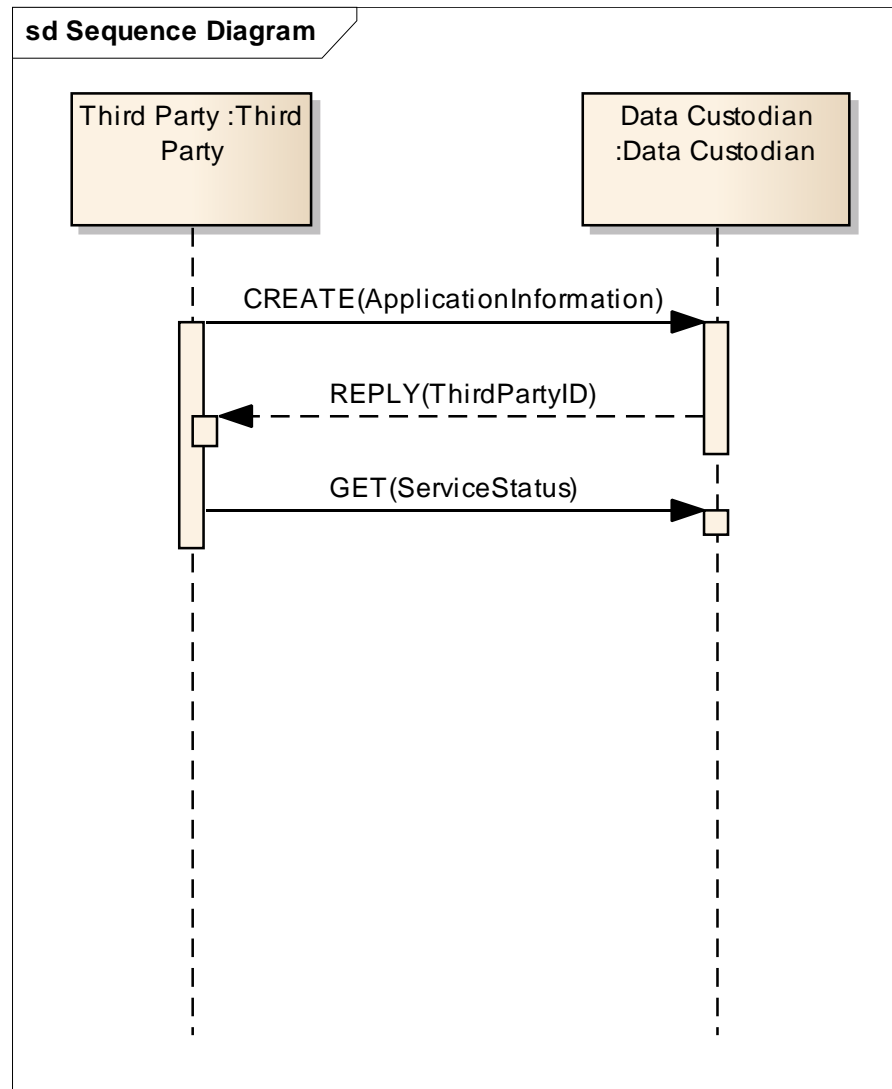 sd Sequence Diagram
Third Party :Third
Party
Data Custodian
:Data Custodian
CREATE(ApplicationInformation)
REPLY(ThirdPartyID)
GET(ServiceStatus)